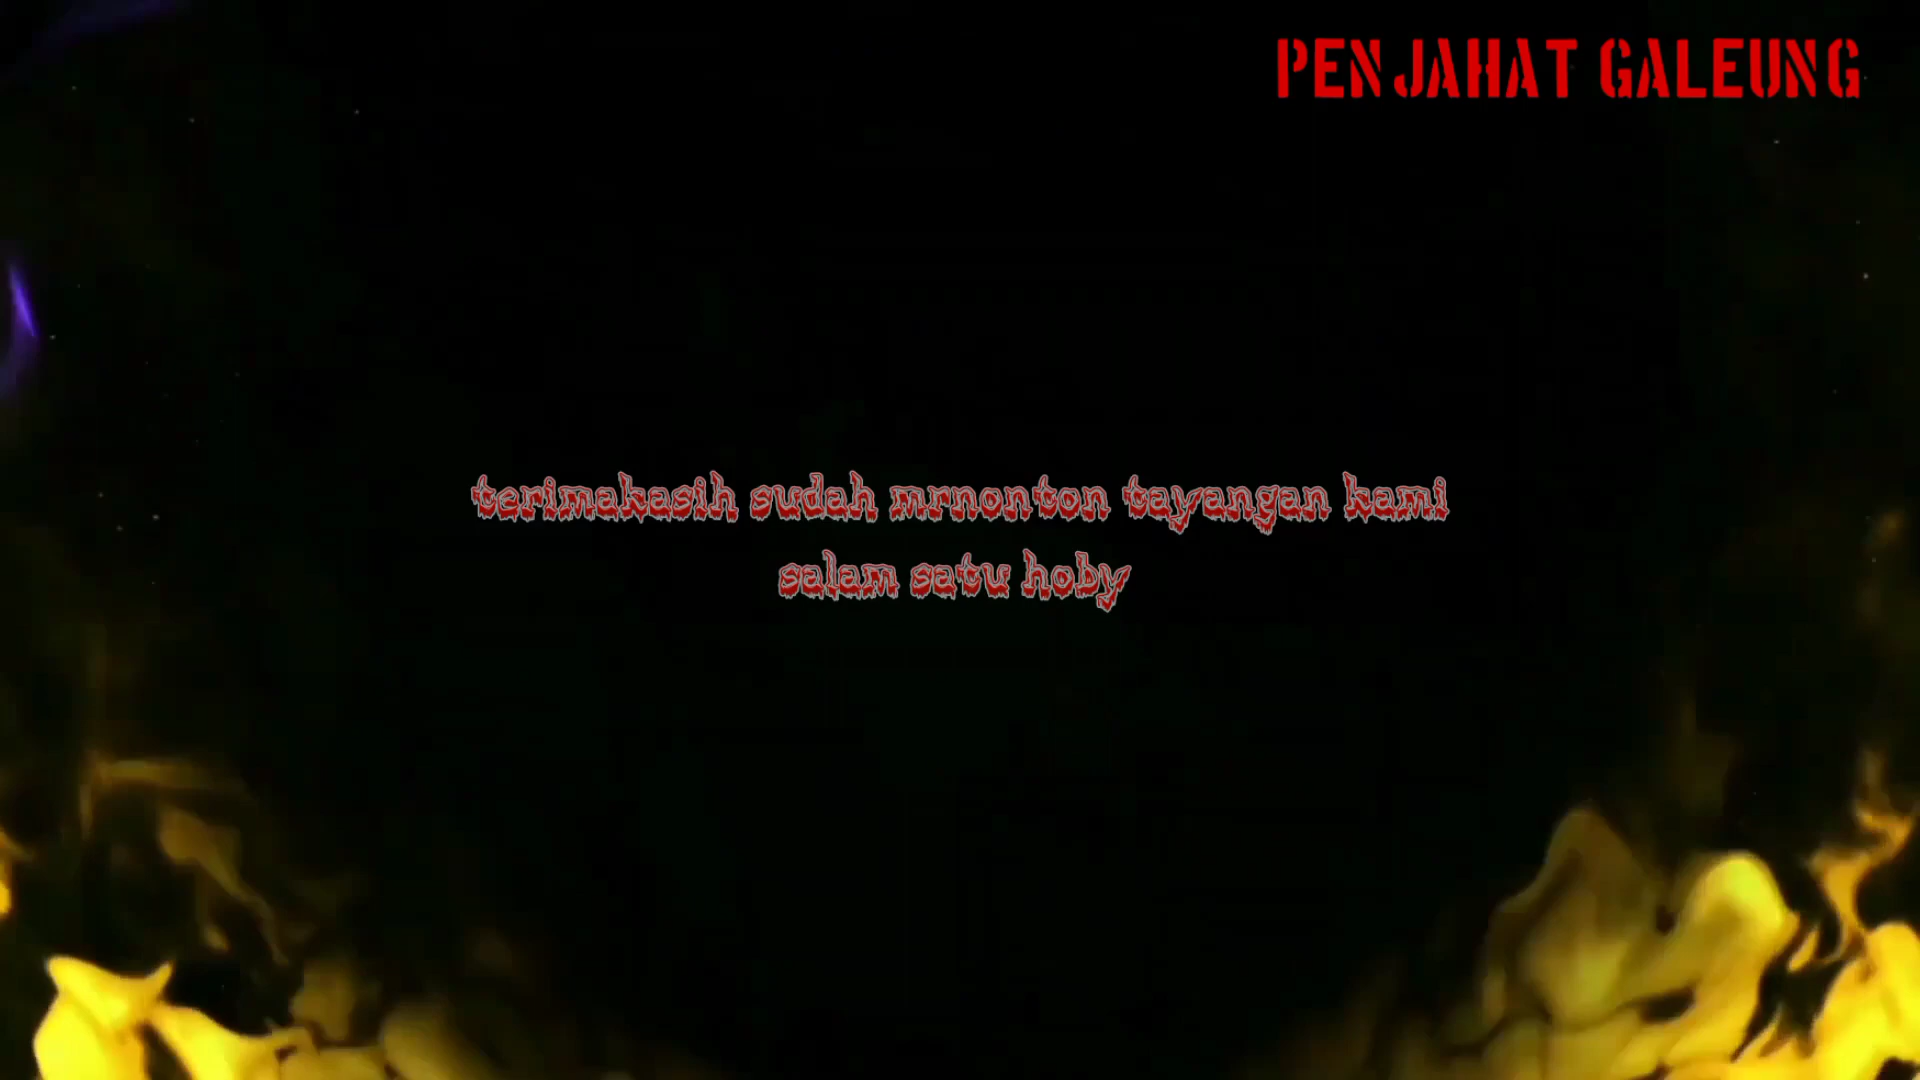 PENJAHAT GALEUNG
terimakasih sudah mrnonton tayangan kami
salam satu hoby